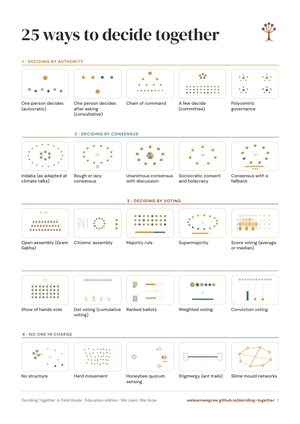 25 ways to decide together
1 · DECIDING BY AUTHORITY
One person decides (autocratic)
One person decides after asking (consultative)
Chain of command
A few decide (committee)
Polycentric governance
2 · DECIDING BY CONSENSUS
Indaba (as adapted at climate talks)
Rough or lazy consensus
Unanimous consensus with discussion
Sociocratic consent and holacracy
Consensus with a fallback
3 · DECIDING BY VOTING
Open assembly (Gram Sabha)
Citizens' assembly
Majority rule
Supermajority
Score voting (average or median)
Show of hands vote
Dot voting (cumulative voting)
Ranked ballots
Weighted voting
Conviction voting
4 · NO ONE IN CHARGE
No structure
Herd movement
Honeybee quorum sensing
Stigmergy (ant trails)
Slime mould networks
Deciding Together: A Field Guide · Education edition · We Learn, We Grow
welearnwegrow.github.io/deciding-together · 1